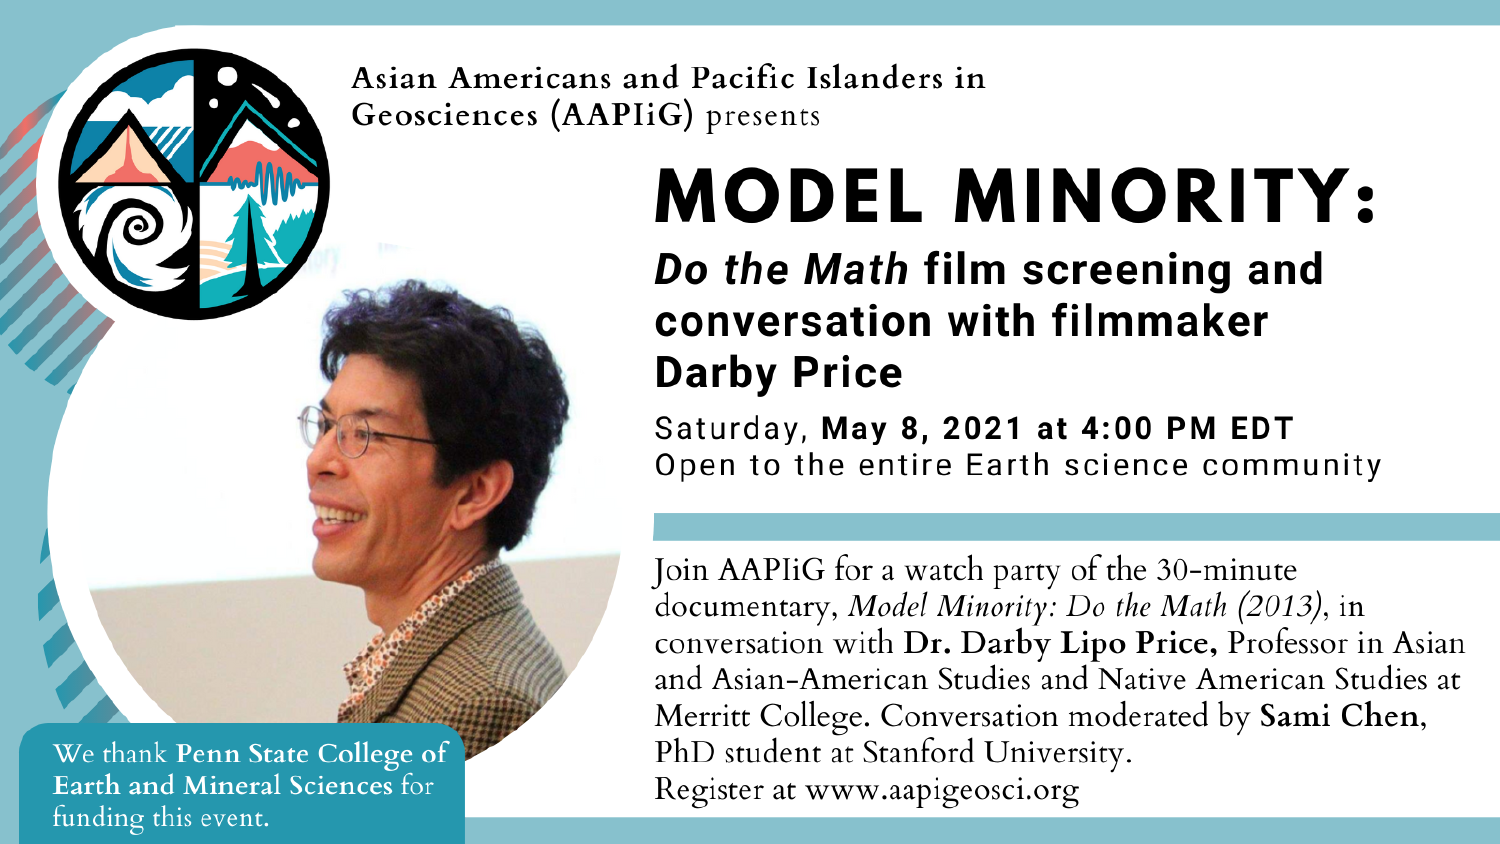 Asian Americans and Pacific Islanders in
Geosciences (AAPIiG) presents
MODEL MINORITY:
Do the Math film screening and
conversation with filmmaker
Darby Price
Saturday, May 8, 2021 at 4:00 PM EDT
Open to the entire Earth science community
Join AAPIiG for a watch party of the 30-minute
documentary, Model Minority: Do the Math (2013), in
conversation with Dr. Darby Lipo Price, Professor in Asian
and Asian-American Studies and Native American Studies at
Merritt College. Conversation moderated by Sami Chen,
PhD student at Stanford University.
Register at www.aapigeosci.org
We thank Penn State College of
Earth and Mineral Sciences for
funding this event.